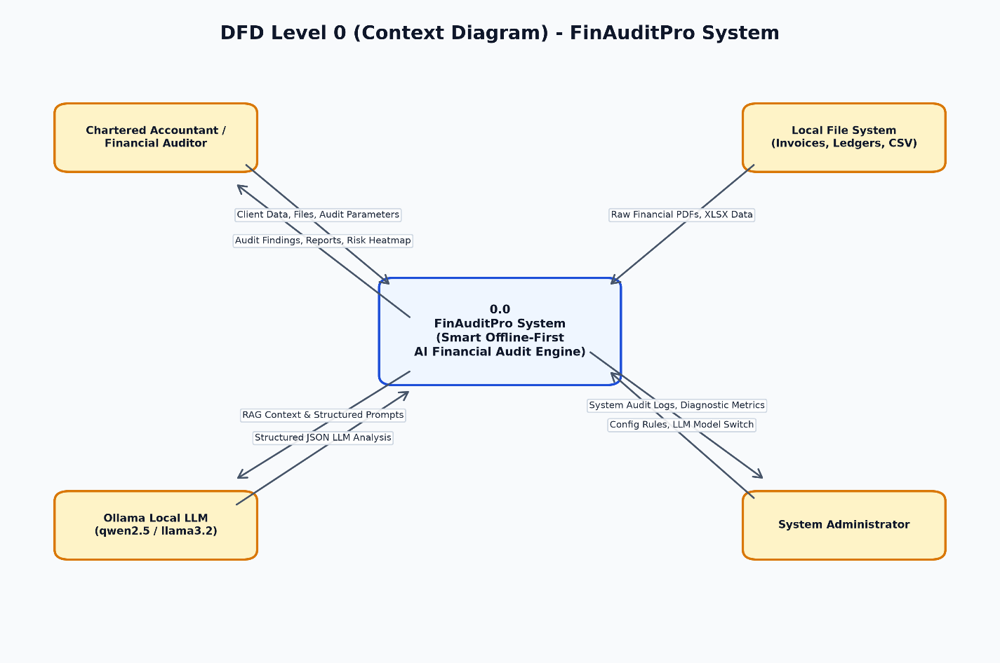 DFD Level 0 (Context Diagram) - FinAuditPro System
Chartered Accountant /
Financial Auditor
Local File System
(Invoices, Ledgers, CSV)
Client Data, Files, Audit Parameters
Raw Financial PDFs, XLSX Data
Audit Findings, Reports, Risk Heatmap
0.0
FinAuditPro System
(Smart Offline-First
AI Financial Audit Engine)
System Audit Logs, Diagnostic Metrics
RAG Context & Structured Prompts
Config Rules, LLM Model Switch
Structured JSON LLM Analysis
Ollama Local LLM
(qwen2.5 / llama3.2)
System Administrator